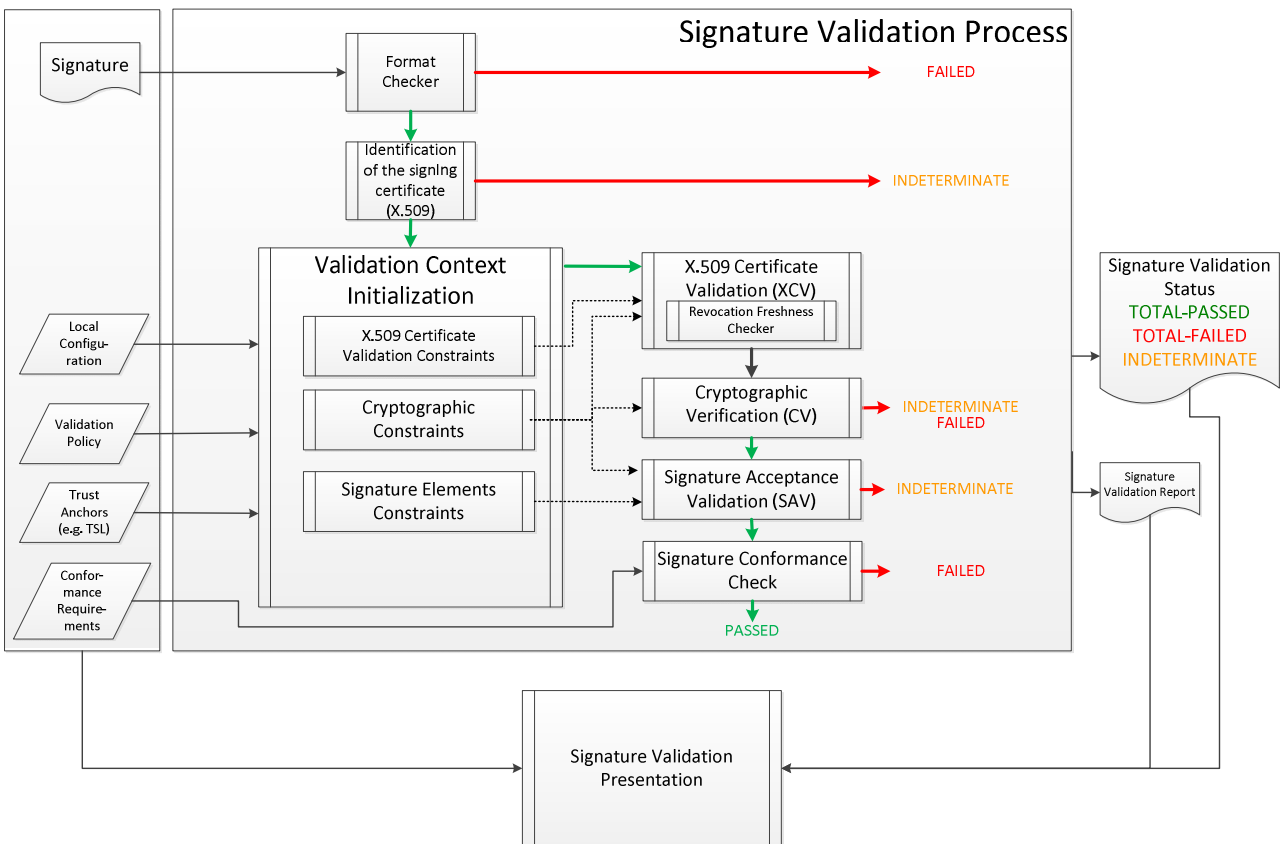 Signature Validation Process
Signature
Format
Checker
FAILED
Identification
of the signIng
certificate
(X.509)
INDETERMINATE
Validation Context
Initialization
X.509 Certificate
Validation Constraints
Cryptographic
Constraints
Signature Elements
Constraints
X.509 Certificate
Validation (XCV)
Revocation Freshness
Checker
Cryptographic
Verification (CV)
INDETERMINATE
FAILED
Signature Acceptance
Validation (SAV)
INDETERMINATE
Signature Conformance
Check
FAILED
PASSED
Local
Configu-
ration
Validation
Policy
Trust
Anchors
(e.g. TSL)
Confor-
mance
Require-
ments
Signature Validation
Status
TOTAL-PASSED
TOTAL-FAILED
INDETERMINATE
Signature
Validation Report
Signature Validation
Presentation